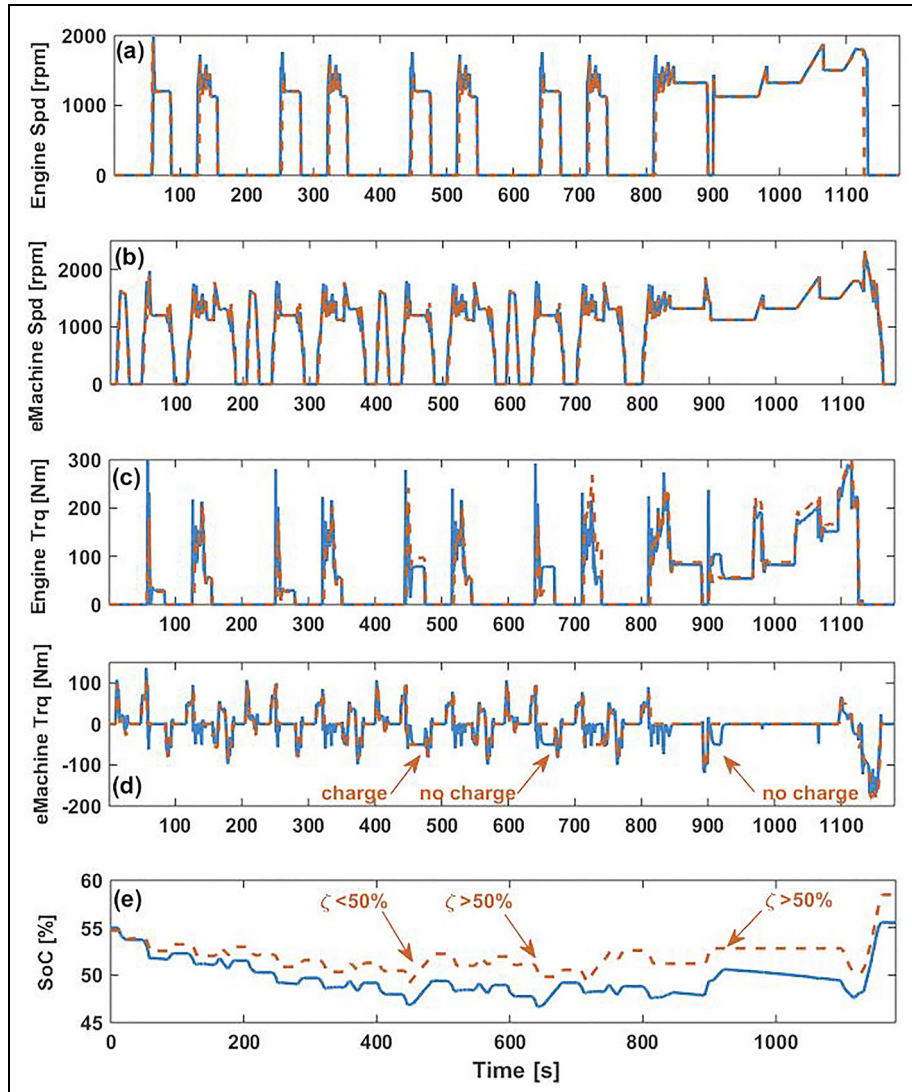 (a)
Engine Spd [rpm]
2000
1000
0
100 200 300 400 500 600 700 800 900 1000 1100
(b)
eMachine Spd [rpm]
2000
1000
0
100 200 300 400 500 600 700 800 900 1000 1100
(c)
Engine Trq [Nm]
300
200
100
0
100 200 300 400 500 600 700 800 900 1000 1100
(d)
eMachine Trq [Nm]
100
0
-100
-200
charge no charge no charge
100 200 300 400 500 600 700 800 900 1000 1100
(e)
SoC [%]
60
55
50
45
ζ <50% ζ >50% ζ >50%
0 200 400 600 800 1000
Time [s]